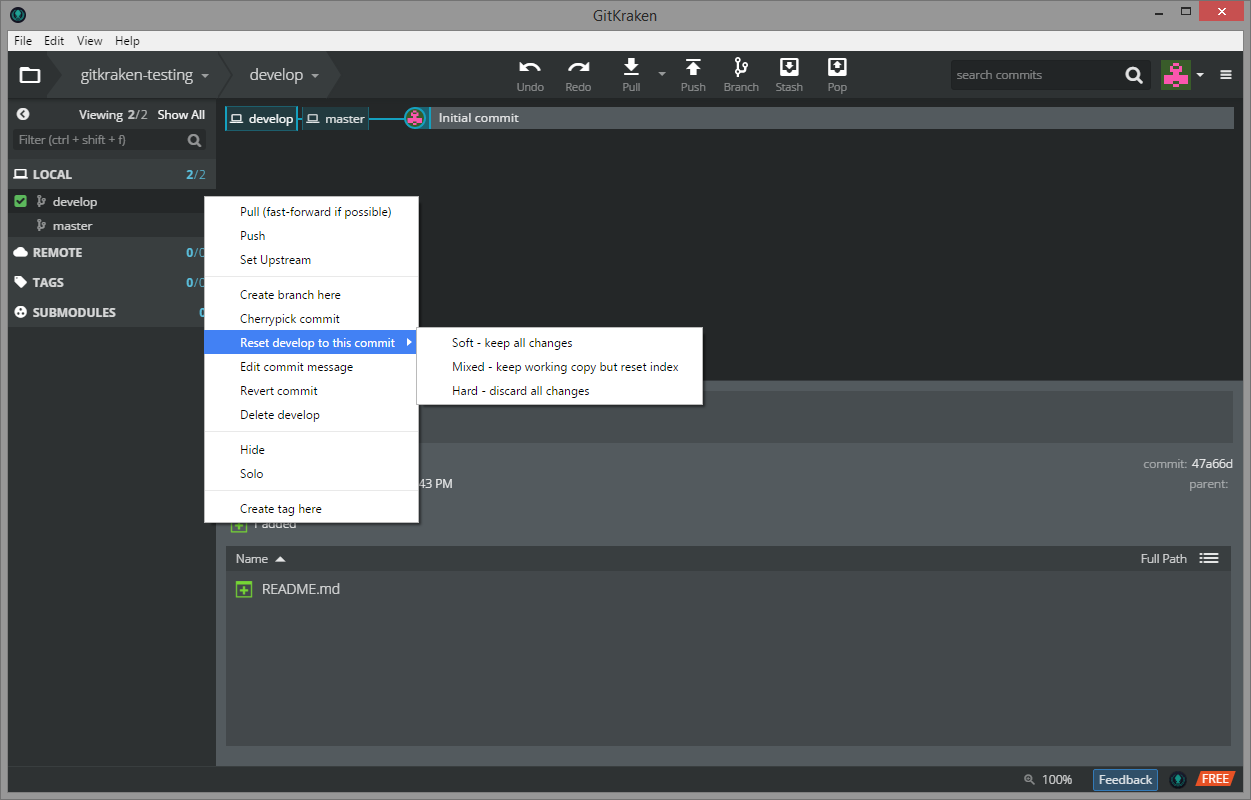 GitKraken
File Edit View Help
gitkraken-testing develop
Undo Redo Pull Push Branch Stash Pop
search commits
Viewing 2/2 Show All
develop master Initial commit
Filter (ctrl + shift + f)
LOCAL 2/2
develop
master
REMOTE 0/0
TAGS 0/0
SUBMODULES 0
Pull (fast-forward if possible)
Push
Set Upstream
Create branch here
Cherrypick commit
Reset develop to this commit
Edit commit message
Revert commit
Delete develop
Hide
Solo
Create tag here
Soft - keep all changes
Mixed - keep working copy but reset index
Hard - discard all changes
commit: 47a66d
43 PM
parent:
1 added
Name Full Path
README.md
100% Feedback FREE